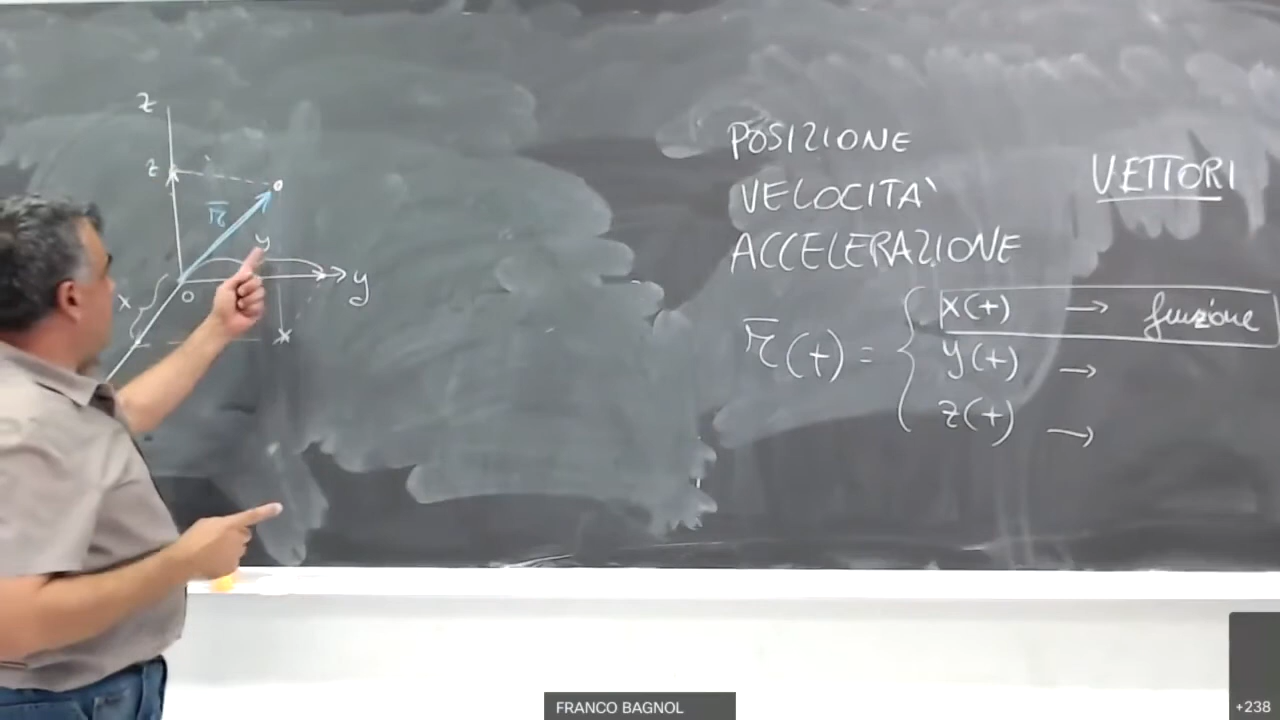 z
z
r̄
y
x
O
y
POSIZIONE
VELOCITA'
ACCELERAZIONE
VETTORI
r̄(t) = { x(t) → funzione
y(t) →
z(t) →
FRANCO BAGNOL
+238